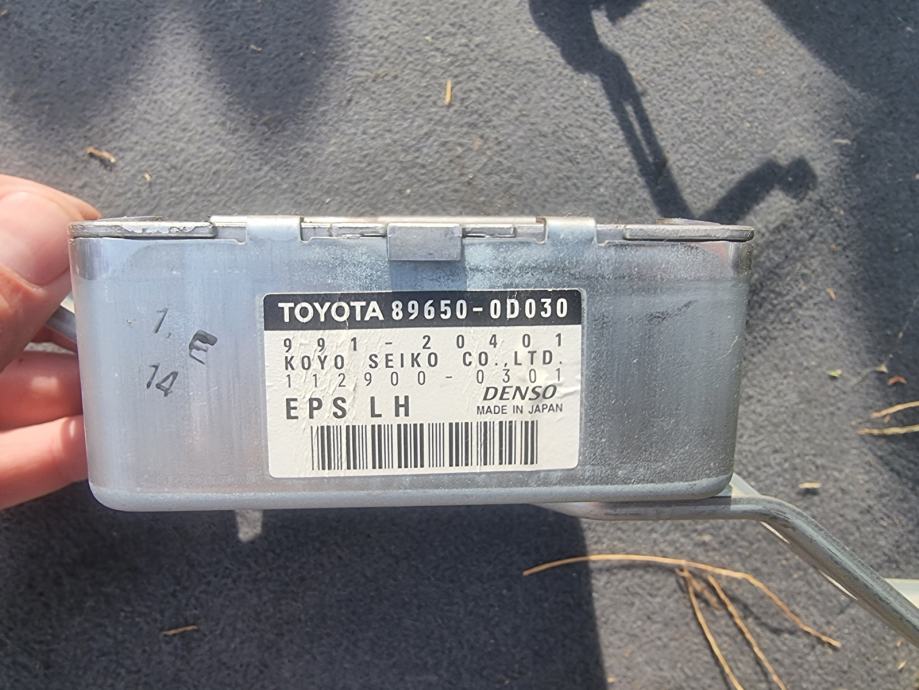 TOYOTA 89650-0D030
991-20401
KOYO SEIKO CO.,LTD.
112900-0301
DENSO
EPS LH
MADE IN JAPAN
1.
E
14